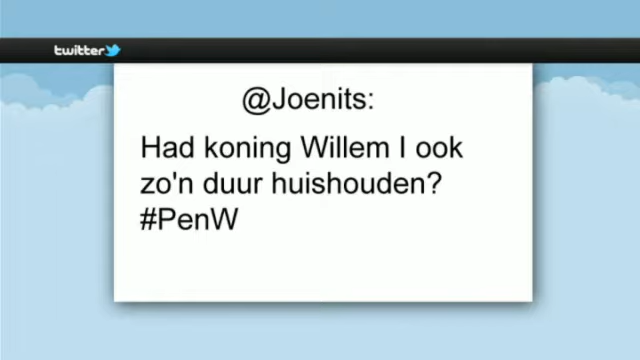 twitter
@Joenits:
Had koning Willem I ook
zo'n duur huishouden?
#PenW